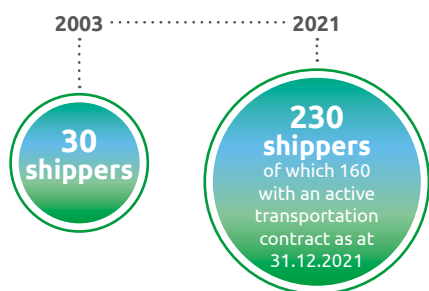 2003
2021
30
shippers
230
shippers
of which 160
with an active
transportation
contract as at
31.12.2021